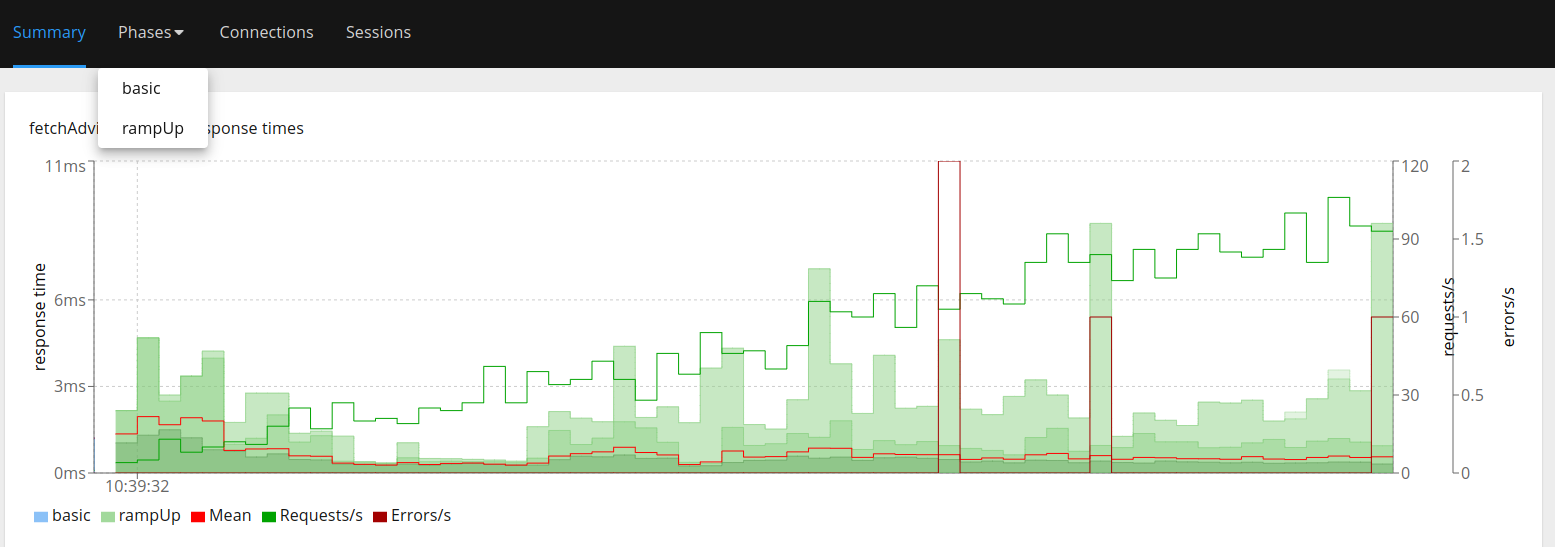 Summary Phases Connections Sessions
basic
rampUp
fetchAdvi sponse times
11ms
6ms
3ms
0ms
response time
10:39:32
120
90
60
30
0
requests/s
2
1.5
1
0.5
0
errors/s
basic rampUp Mean Requests/s Errors/s